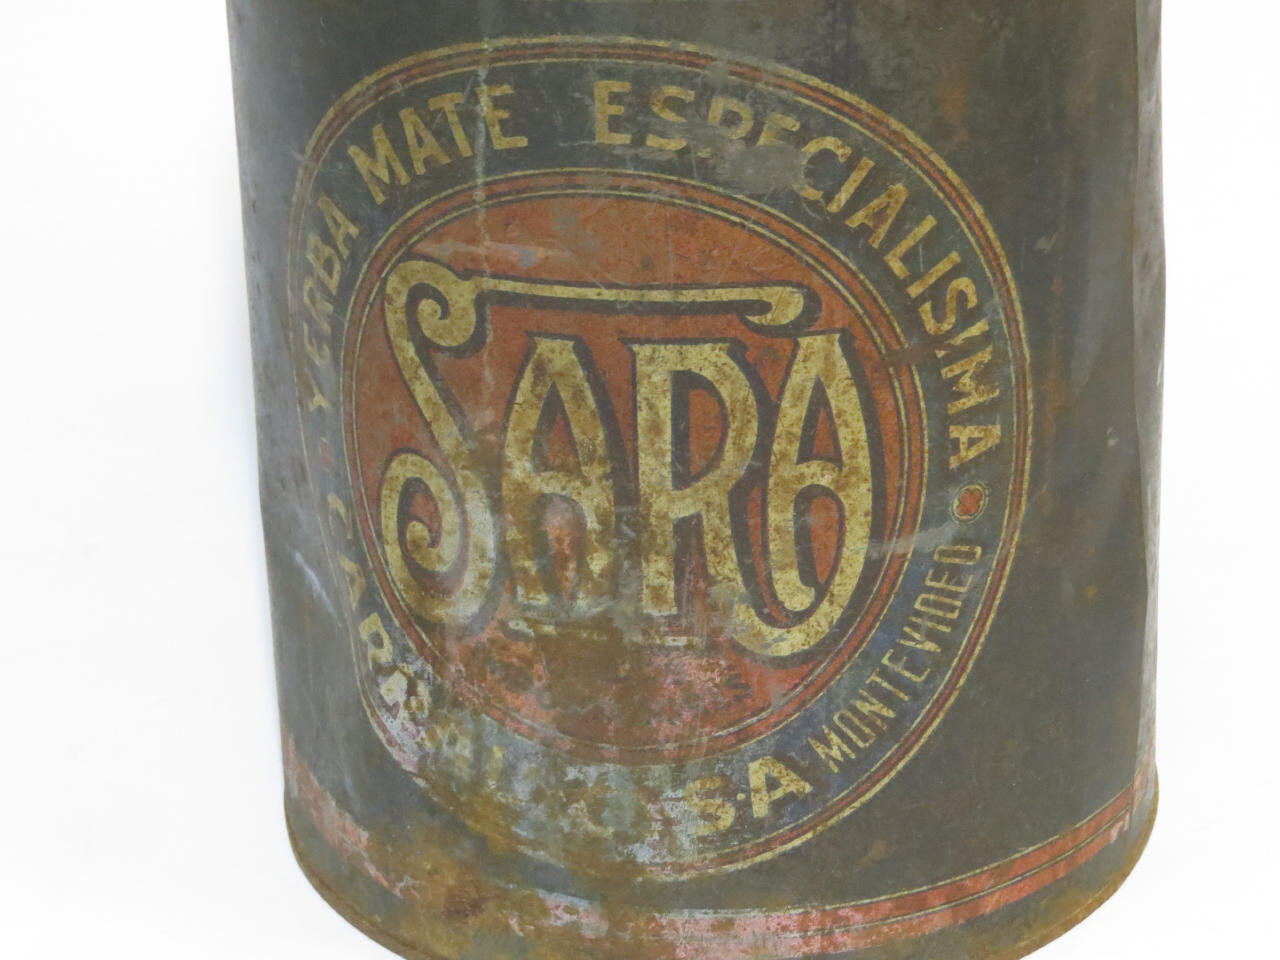 YERBA MATE ESPECIALISIMA
SARA
S.A MONTEVIDEO